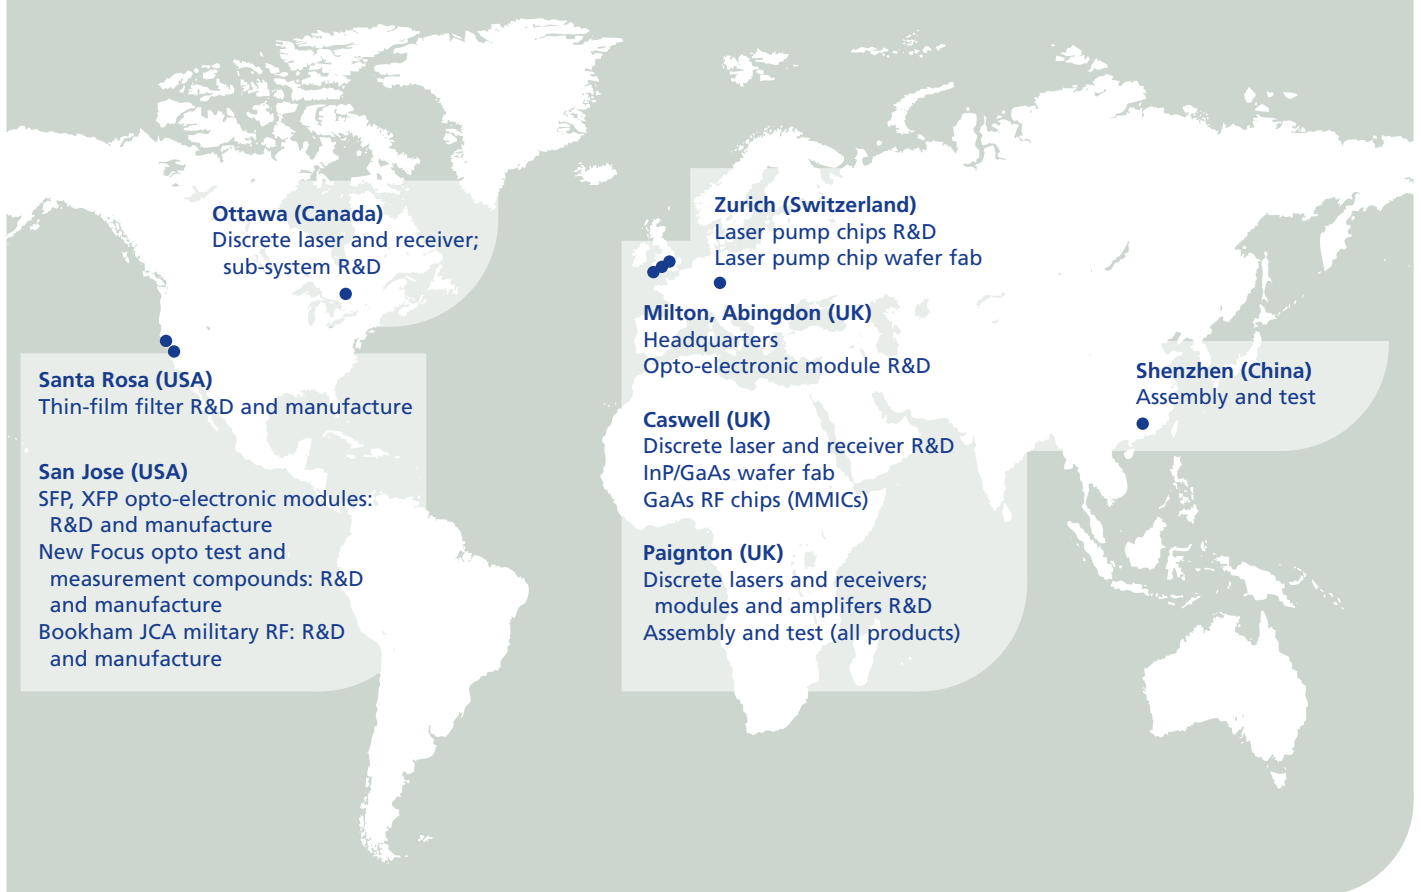 Ottawa (Canada)
Discrete laser and receiver;
sub-system R&D
Santa Rosa (USA)
Thin-film filter R&D and manufacture
San Jose (USA)
SFP, XFP opto-electronic modules:
R&D and manufacture
New Focus opto test and
measurement compounds: R&D
and manufacture
Bookham JCA military RF: R&D
and manufacture
Zurich (Switzerland)
Laser pump chips R&D
Laser pump chip wafer fab
Milton, Abingdon (UK)
Headquarters
Opto-electronic module R&D
Caswell (UK)
Discrete laser and receiver R&D
InP/GaAs wafer fab
GaAs RF chips (MMICs)
Paignton (UK)
Discrete lasers and receivers;
modules and amplifers R&D
Assembly and test (all products)
Shenzhen (China)
Assembly and test